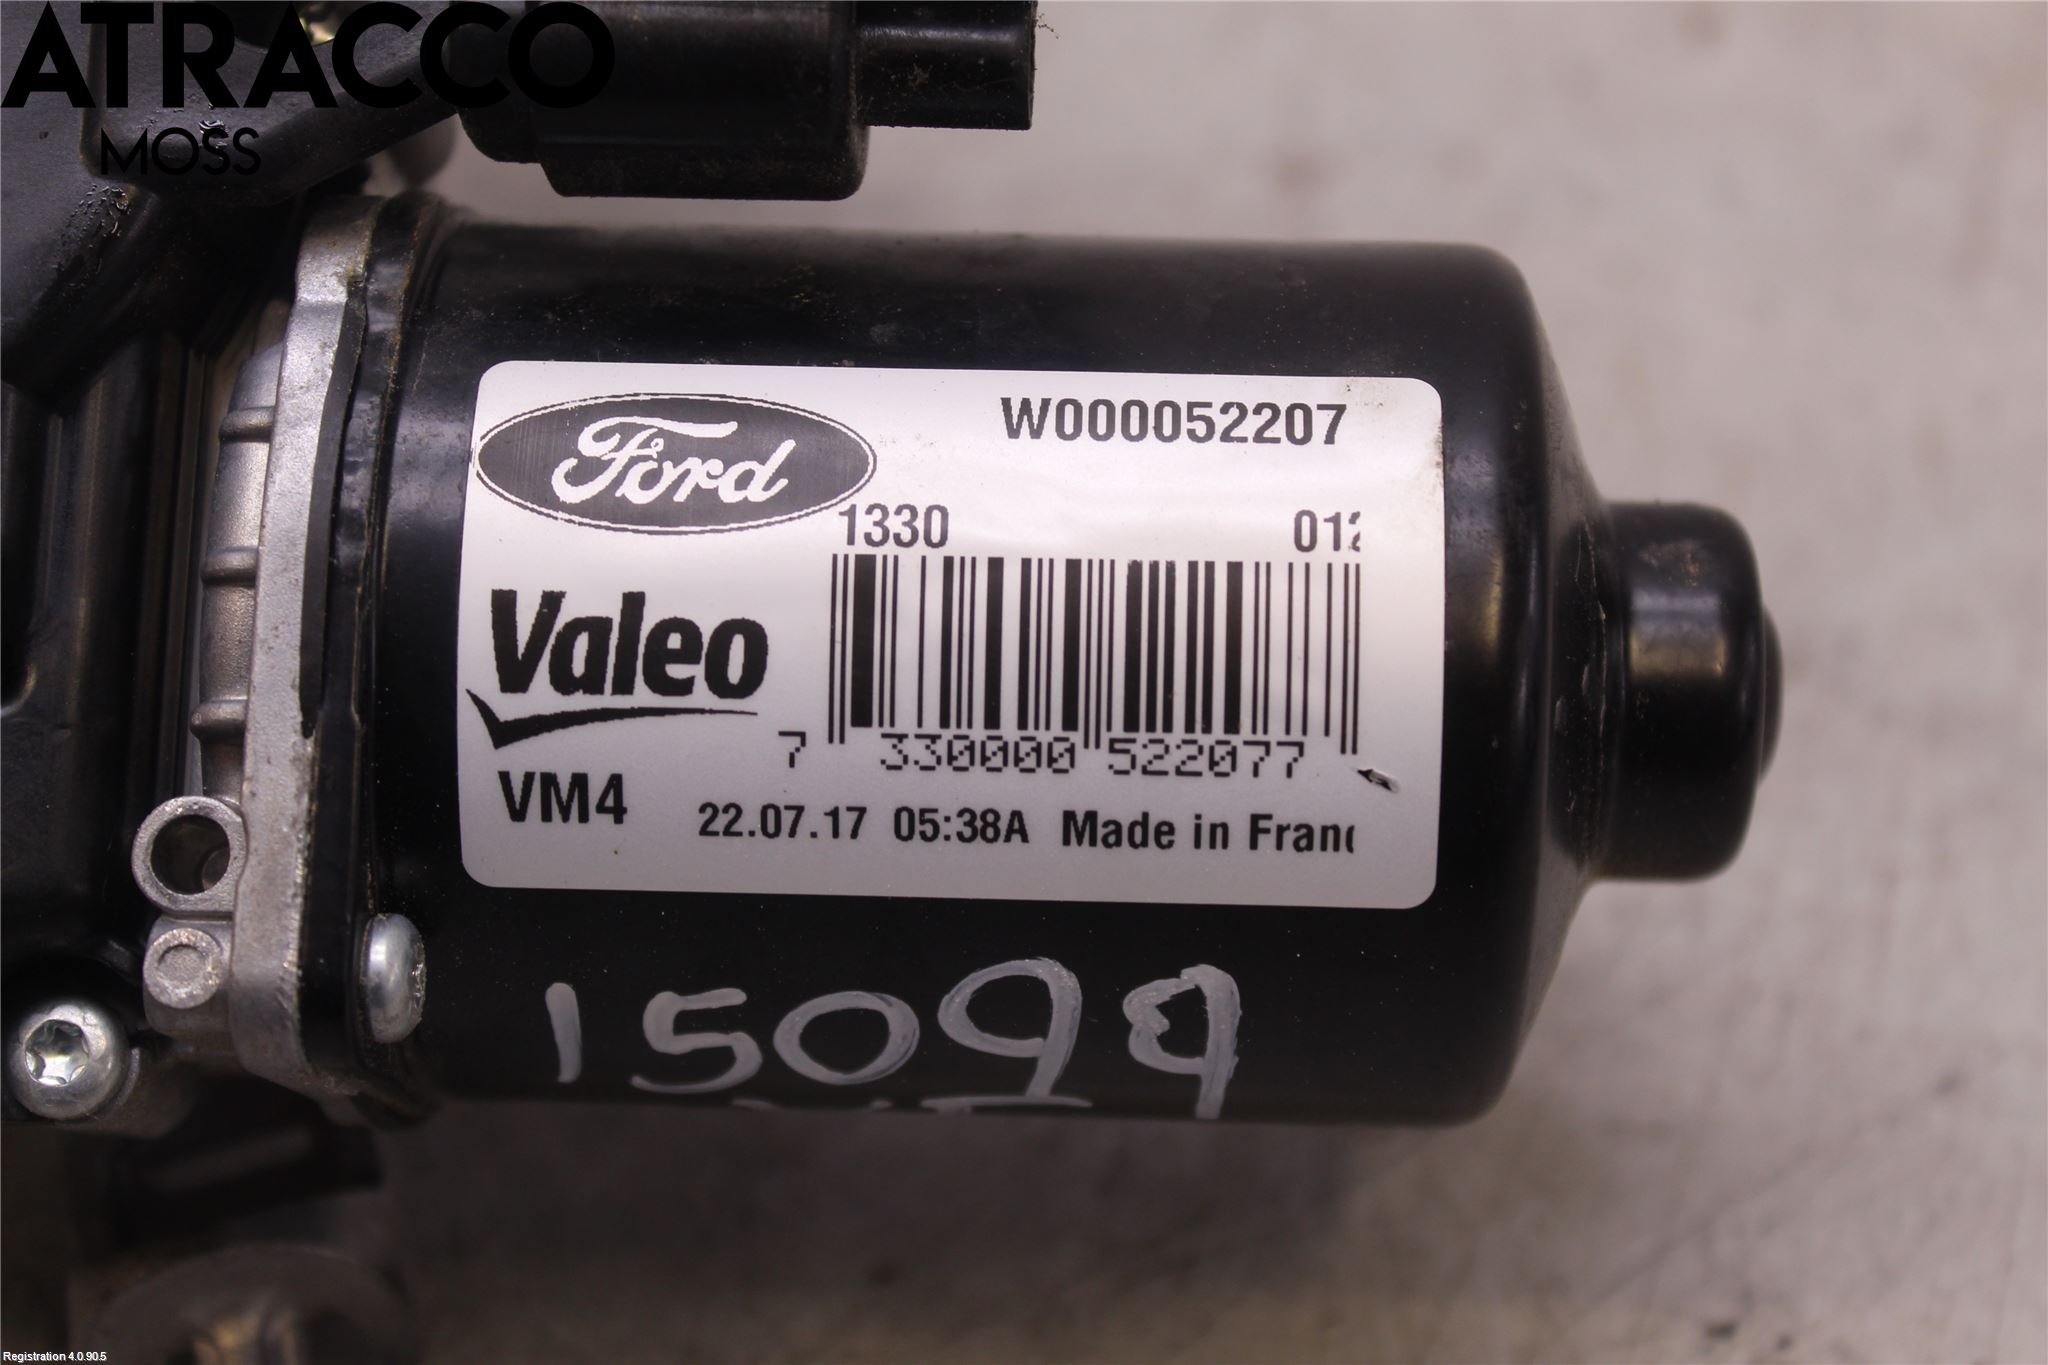 ATRACCO
MOSS
Ford
W000052207
1330
Valeo
7 330000 522077
VM4
22.07.17 05:38A Made in
15099
Registration 4.0.90.5